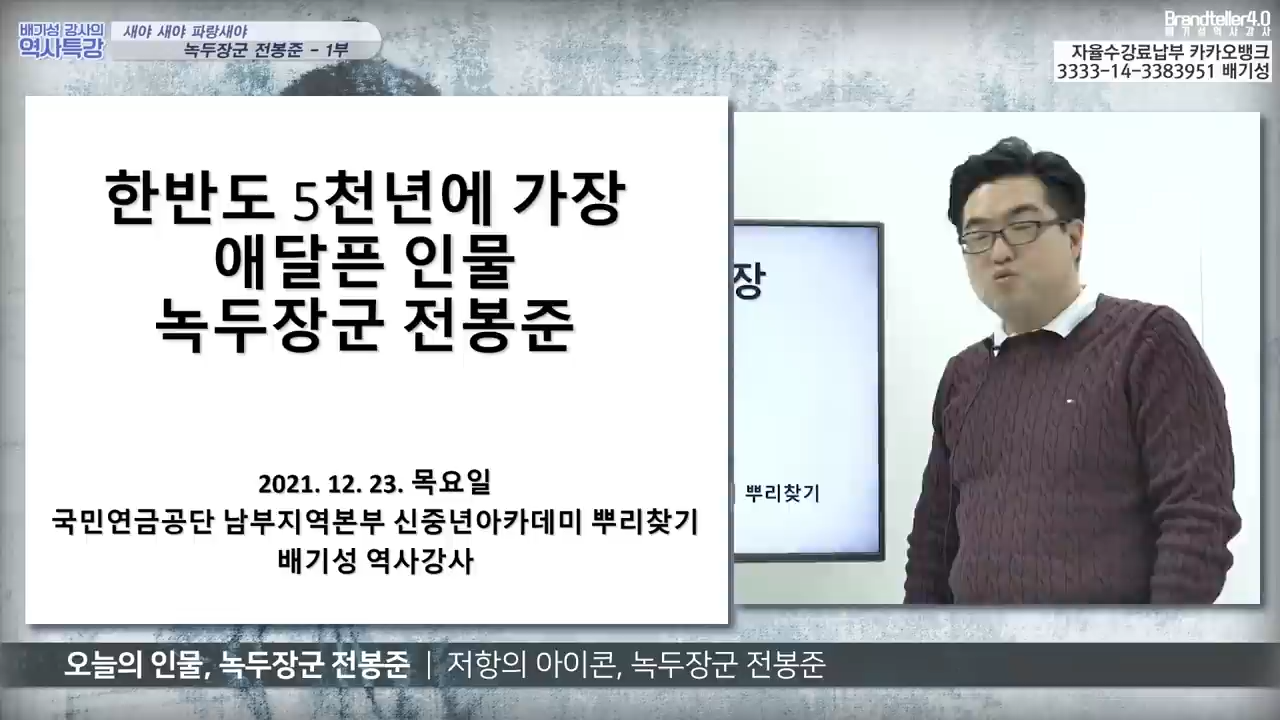 배기성 강사의
역사특강
새야 새야 파랑새야
녹두장군 전봉준 - 1부
Brandteller4.0
배기성역사강사
자율수강료납부 카카오뱅크
3333-14-3383951 배기성
한반도 5천년에 가장
애달픈 인물
녹두장군 전봉준
2021. 12. 23. 목요일
국민연금공단 남부지역본부 신중년아카데미 뿌리찾기
배기성 역사강사
장
뿌리찾기
오늘의 인물, 녹두장군 전봉준 | 저항의 아이콘, 녹두장군 전봉준